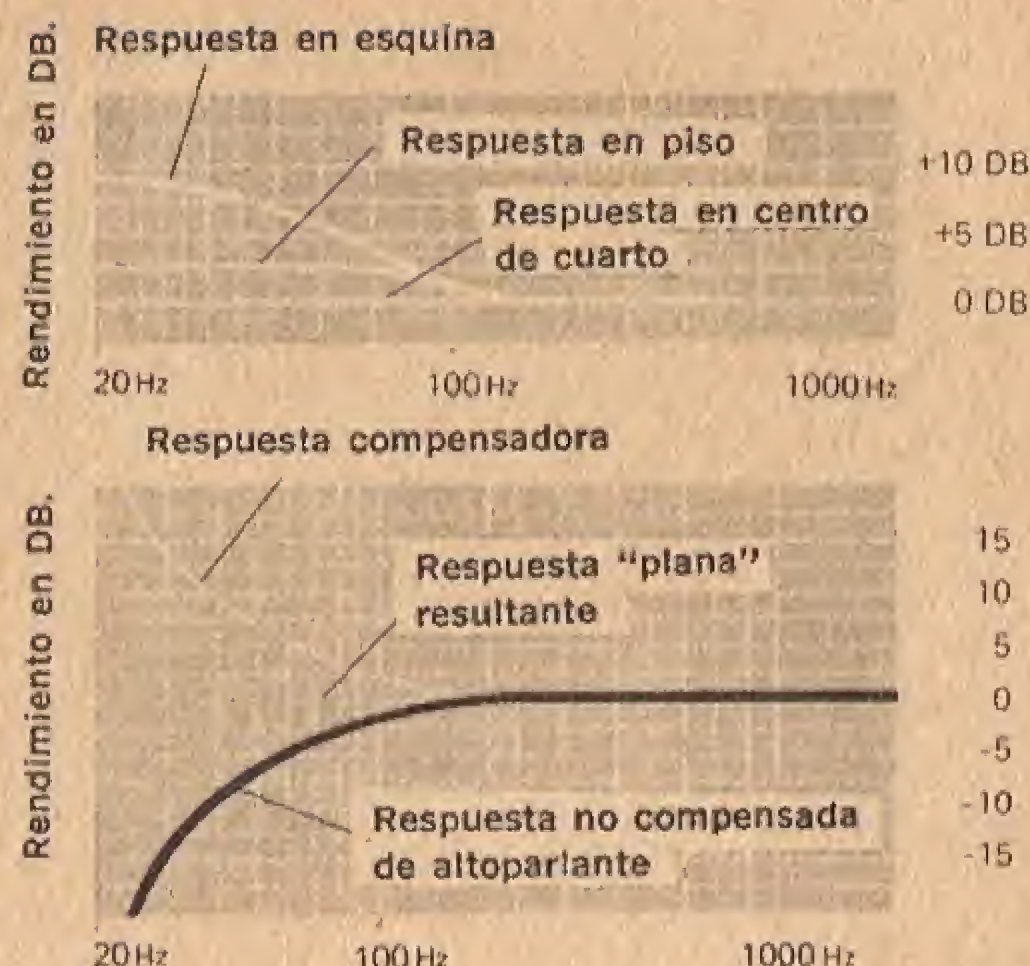 Rendimiento en DB.
Respuesta en esquina
Respuesta en piso
Respuesta en centro
de cuarto
+10 DB
+5 DB
0 DB
20 Hz 100 Hz 1000 Hz
Rendimiento en DB.
Respuesta compensadora
Respuesta "plana"
resultante
Respuesta no compensada
de altoparlante
15
10
5
0
-5
-10
-15
20 Hz 100 Hz 1000 Hz